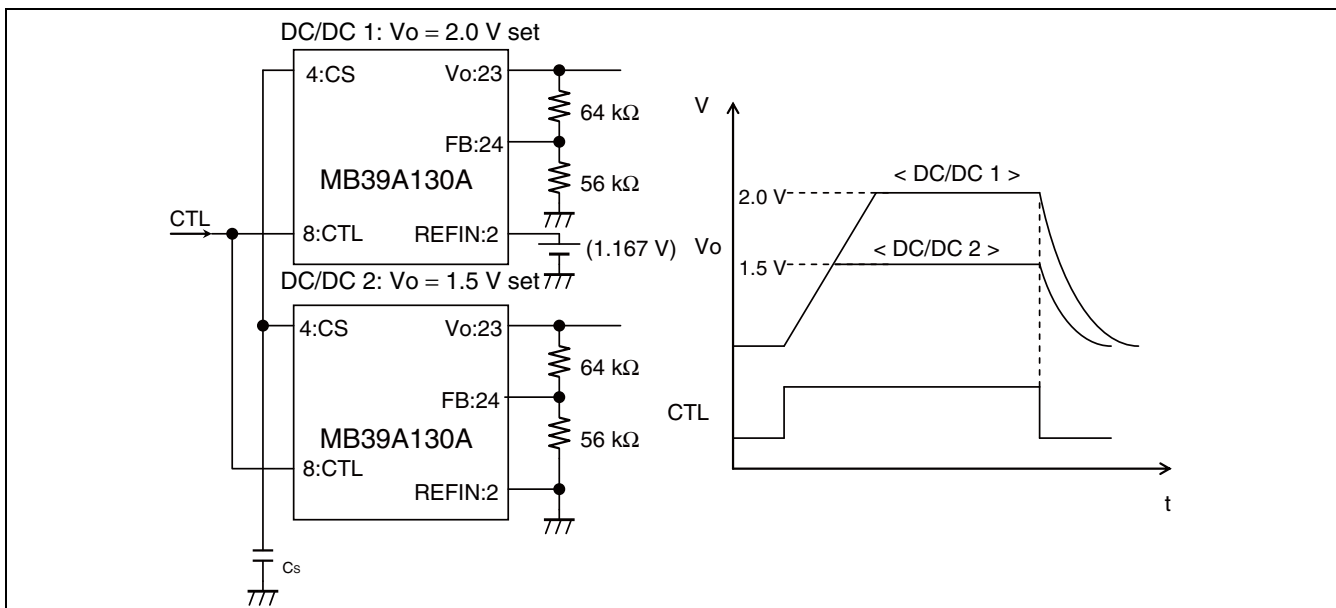 DC/DC 1: Vo = 2.0 V set
4:CS
Vo:23
64 kΩ
FB:24
56 kΩ
MB39A130A
CTL
8:CTL
REFIN:2
(1.167 V)
DC/DC 2: Vo = 1.5 V set
4:CS
Vo:23
64 kΩ
FB:24
56 kΩ
MB39A130A
8:CTL
REFIN:2
Cs
V
< DC/DC 1 >
2.0 V
Vo
< DC/DC 2 >
1.5 V
CTL
t